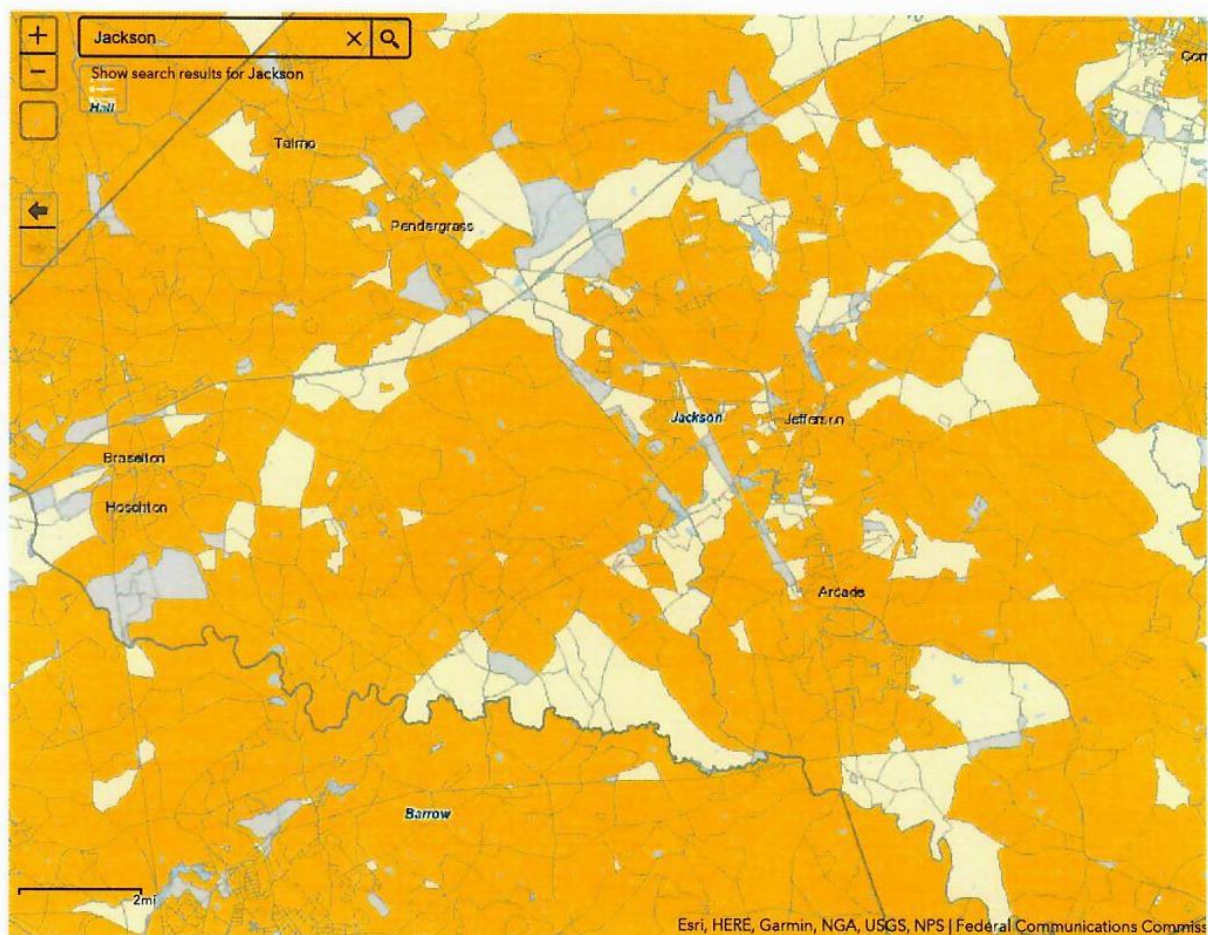 +
Jackson
Show search results for Jackson
−
Hall
Talmo
Pendergrass
Jackson
Jefferson
Braselton
Hoschton
Arcade
Barrow
2mi
Esri, HERE, Garmin, NGA, USGS, NPS | Federal Communications Commiss